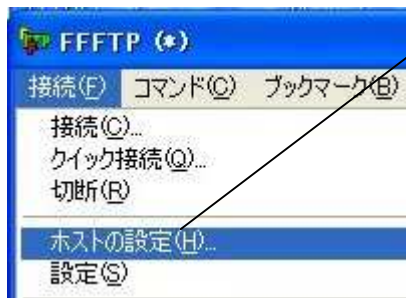 FFFTP (*)
接続(F) コマンド(C) ブックマーク(B)
接続(C)...
クイック接続(Q)...
切断(R)
ホストの設定(H)...
設定(S)